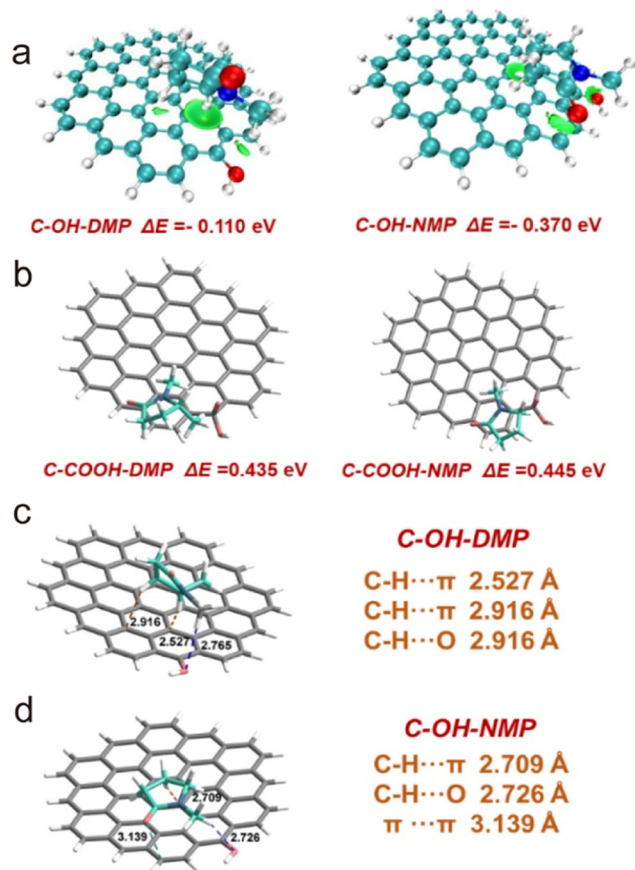 a
C-OH-DMP ΔE =- 0.110 eV
C-OH-NMP ΔE =- 0.370 eV
b
C-COOH-DMP ΔE =0.435 eV
C-COOH-NMP ΔE =0.445 eV
c
2.916
2.527
2.765
C-OH-DMP
C-H···π 2.527 Å
C-H···π 2.916 Å
C-H···O 2.916 Å
d
2.709
3.139
2.726
C-OH-NMP
C-H···π 2.709 Å
C-H···O 2.726 Å
π ···π 3.139 Å